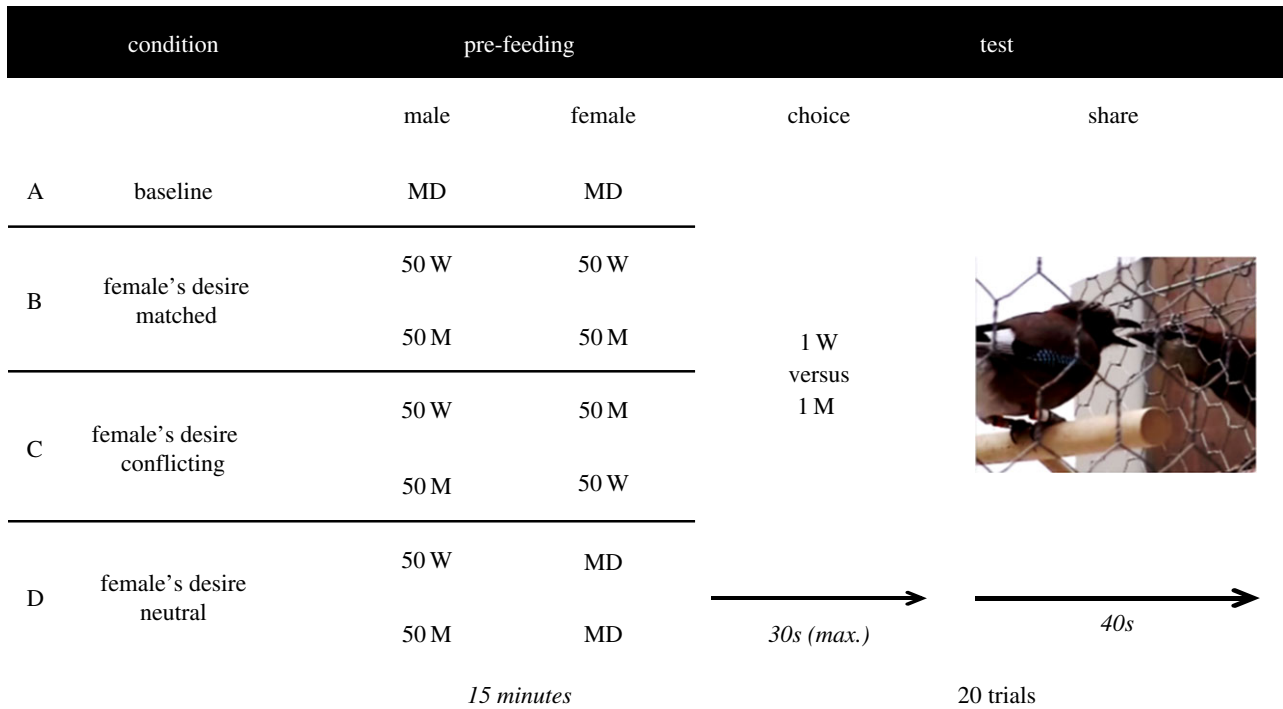 condition pre-feeding test
male female choice share
A baseline MD MD
50 W 50 W
B female's desire
matched
50 M 50 M
1 W
versus
1 M
50 W 50 M
C female's desire
conflicting
50 M 50 W
50 W MD
D female's desire
neutral
50 M MD
30s (max.) 40s
15 minutes 20 trials